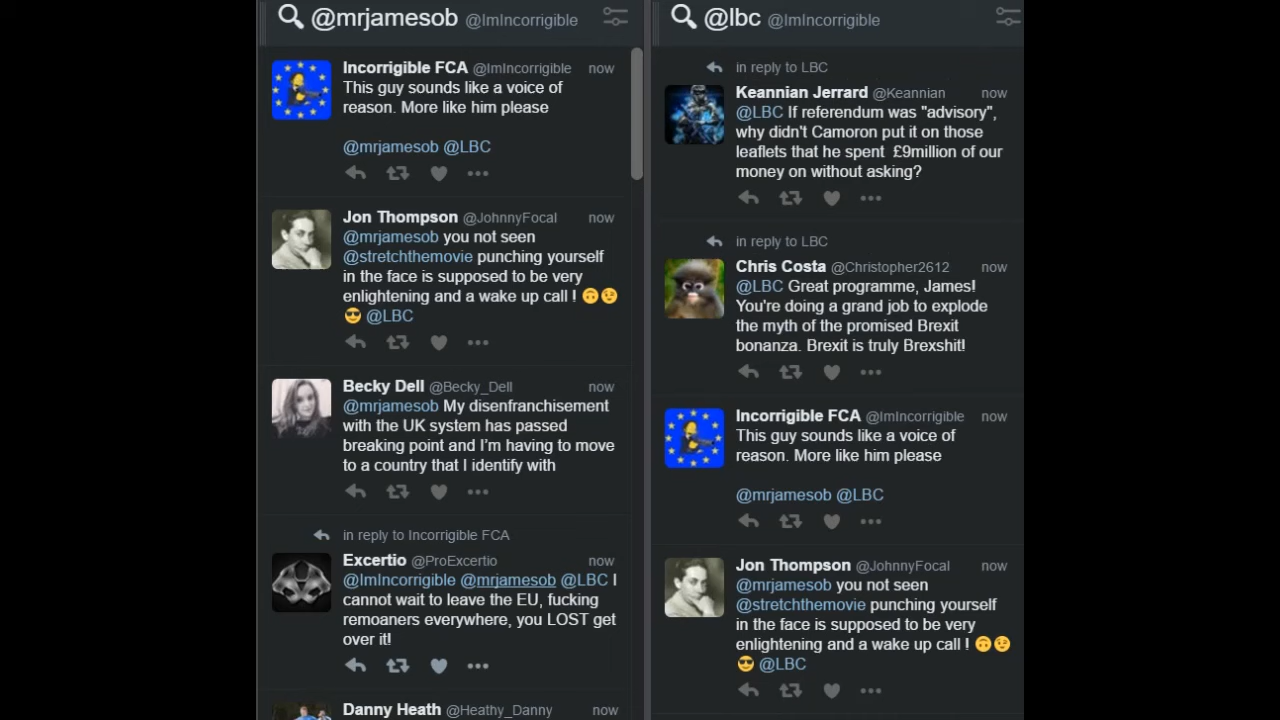 @mrjamesob @ImIncorrigible
Incorrigible FCA @ImIncorrigible now
This guy sounds like a voice of
reason. More like him please
@mrjamesob @LBC
Jon Thompson @JohnnyFocal now
@mrjamesob you not seen
@stretchthemovie punching yourself
in the face is supposed to be very
enlightening and a wake up call ! 🙃😉
😎 @LBC
Becky Dell @Becky_Dell now
@mrjamesob My disenfranchisement
with the UK system has passed
breaking point and I'm having to move
to a country that I identify with
in reply to Incorrigible FCA
Excertio @ProExcertio now
@ImIncorrigible @mrjamesob @LBC I
cannot wait to leave the EU, fucking
remoaners everywhere, you LOST get
over it!
Danny Heath @Heathy_Danny now
@lbc @ImIncorrigible
in reply to LBC
Keannian Jerrard @Keannian now
@LBC If referendum was "advisory",
why didn't Camoron put it on those
leaflets that he spent £9million of our
money on without asking?
in reply to LBC
Chris Costa @Christopher2612 now
@LBC Great programme, James!
You're doing a grand job to explode
the myth of the promised Brexit
bonanza. Brexit is truly Brexshit!
Incorrigible FCA @ImIncorrigible now
This guy sounds like a voice of
reason. More like him please
@mrjamesob @LBC
Jon Thompson @JohnnyFocal now
@mrjamesob you not seen
@stretchthemovie punching yourself
in the face is supposed to be very
enlightening and a wake up call ! 🙃😉
😎 @LBC